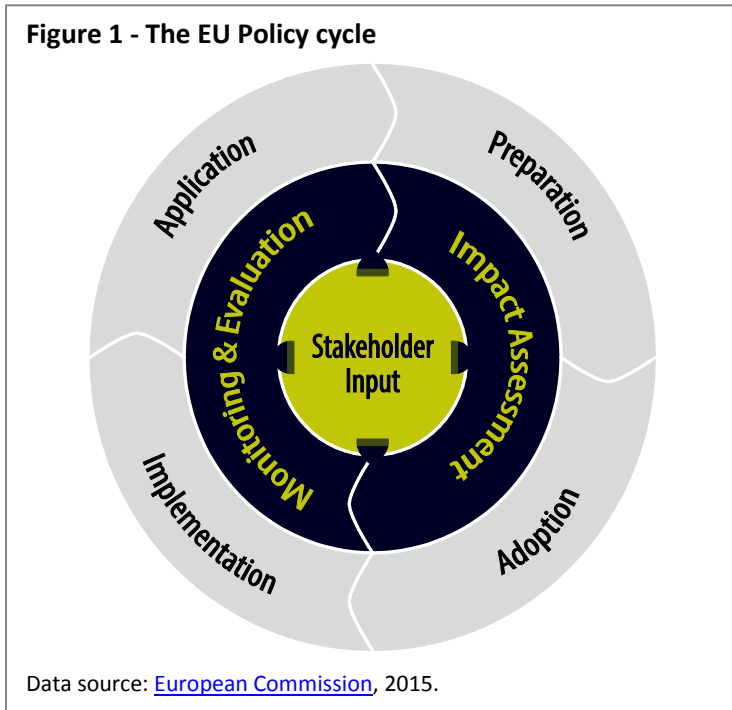 Figure 1 - The EU Policy cycle
Application
Preparation
Monitoring & Evaluation
Impact Assessment
Stakeholder
Input
Implementation
Adoption
Data source: European Commission, 2015.